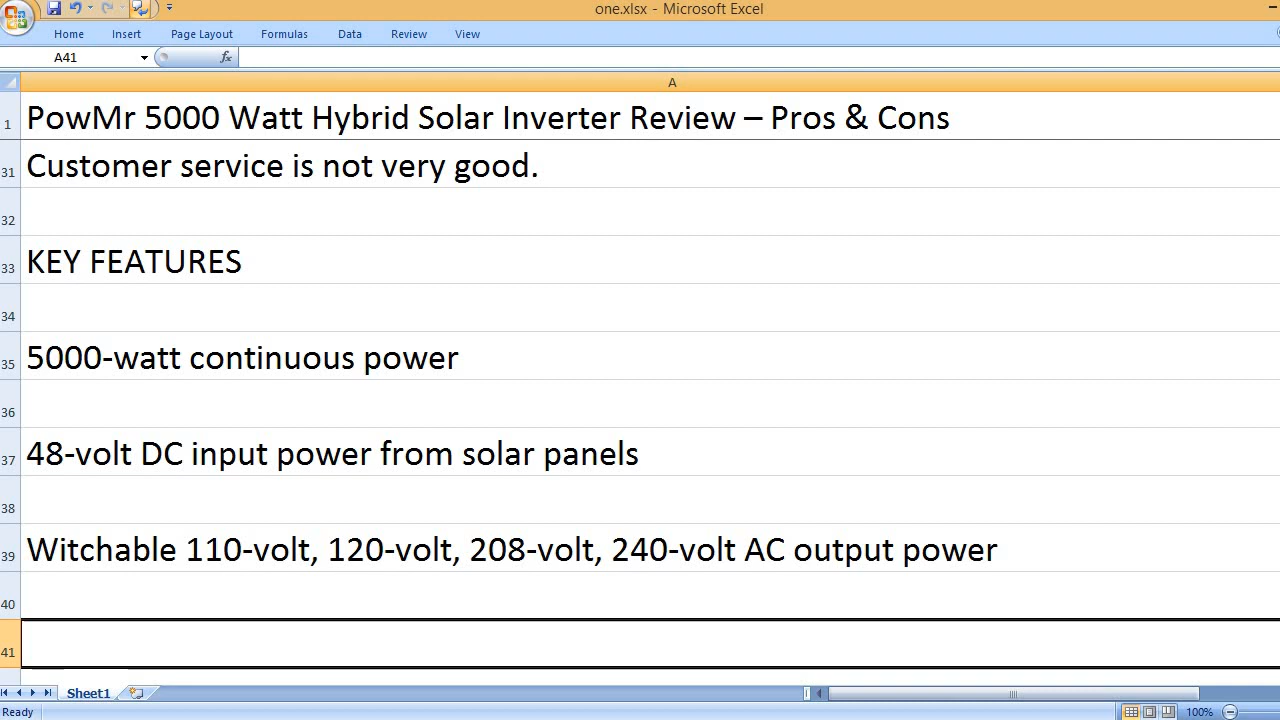 one.xlsx - Microsoft Excel
Home Insert Page Layout Formulas Data Review View
A41 fx
A
1 PowMr 5000 Watt Hybrid Solar Inverter Review – Pros & Cons
31 Customer service is not very good.
32
33 KEY FEATURES
34
35 5000-watt continuous power
36
37 48-volt DC input power from solar panels
38
39 Witchable 110-volt, 120-volt, 208-volt, 240-volt AC output power
40
41
Sheet1
Ready 100%